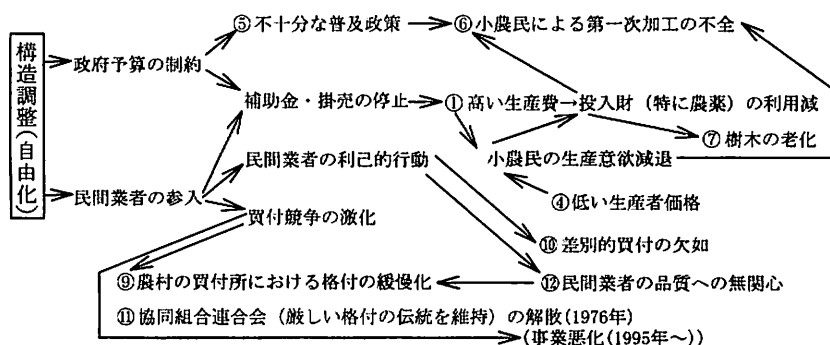 構造調整(自由化)
⑤不十分な普及政策
⑥小農民による第一次加工の不全
政府予算の制約
補助金・掛売の停止
①高い生産費
投入財(特に農薬)の利用減
⑦樹木の老化
民間業者の利己的行動
小農民の生産意欲減退
民間業者の参入
④低い生産者価格
買付競争の激化
⑩差別的買付の欠如
⑨農村の買付所における格付の緩慢化
⑫民間業者の品質への無関心
⑪協同組合連合会(厳しい格付の伝統を維持)の解散(1976年)
(事業悪化(1995年~))